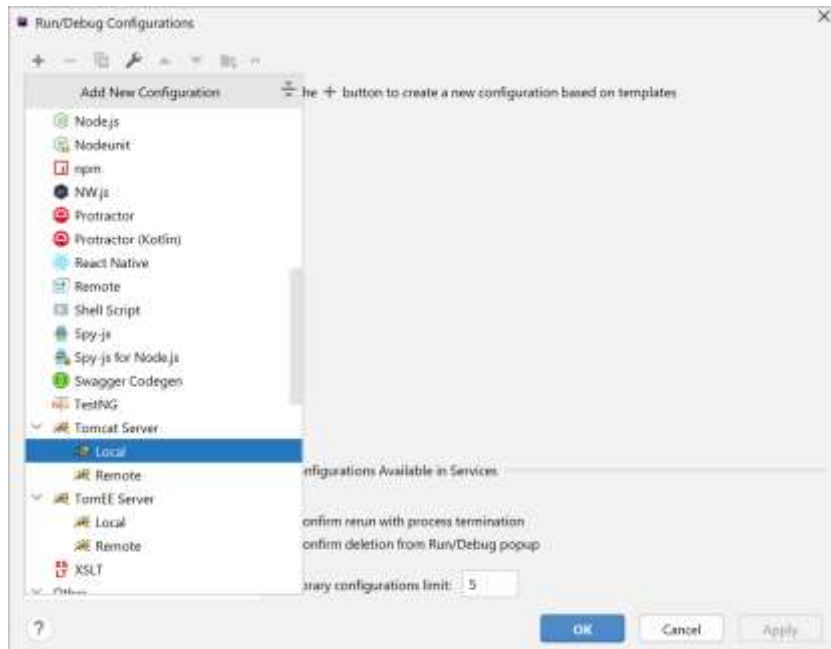 Run/Debug Configurations
Add New Configuration
he + button to create a new configuration based on templates
Node.js
Nodeunit
npm
NW.js
Protractor
Protractor (Kotlin)
React Native
Remote
Shell Script
Spy-js
Spy-js for Node.js
Swagger Codegen
TestNG
Tomcat Server
Local
Remote
nfigurations Available in Services
TomEE Server
Local
onfirm rerun with process termination
Remote
onfirm deletion from Run/Debug popup
XSLT
orary configurations limit: 5
Other
? OK Cancel Apply